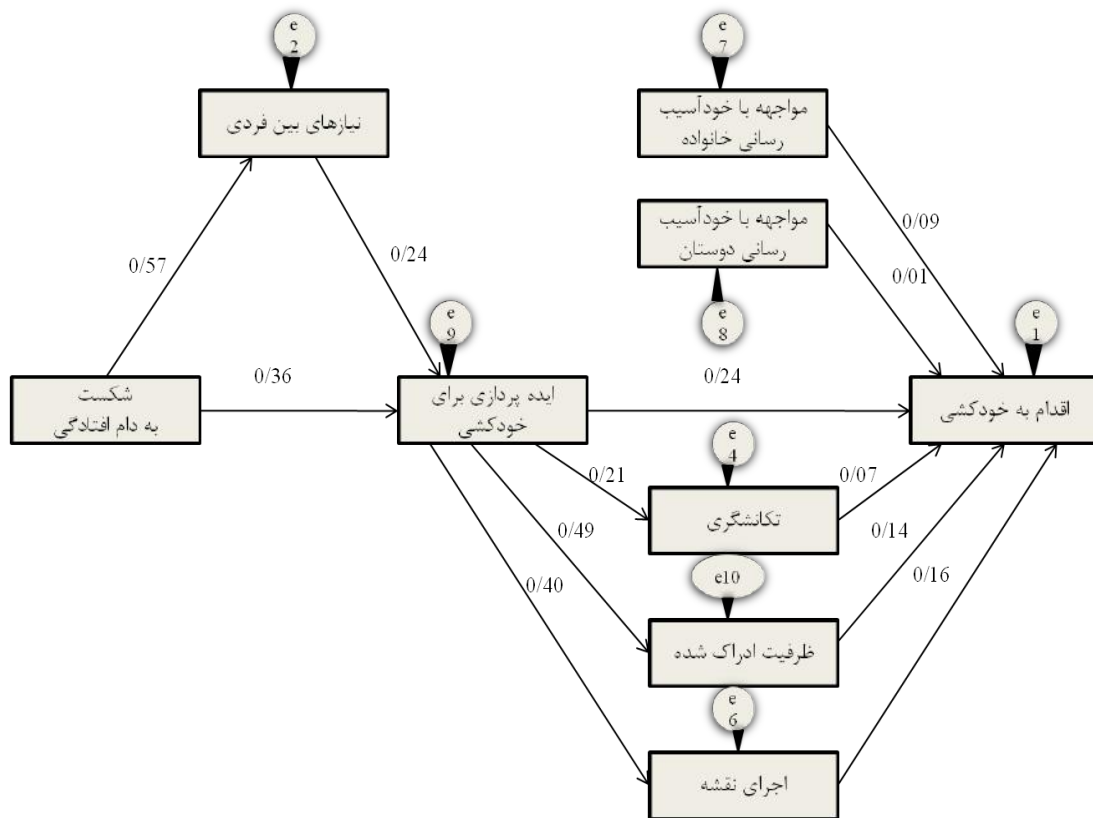 e
2
نیازهای بین فردی
e
7
مواجهه با خودآسیب
رسانی خانواده
مواجهه با خودآسیب
رسانی دوستان
e
8
0/57
0/24
0/09
0/01
e
9
e
1
شکست
به دام افتادگی
0/36
ایده پردازی برای
خودکشی
0/24
اقدام به خودکشی
e
4
0/21
تکانشگری
0/07
0/49
0/14
e10
0/40
ظرفیت ادراک شده
0/16
e
6
اجرای نقشه